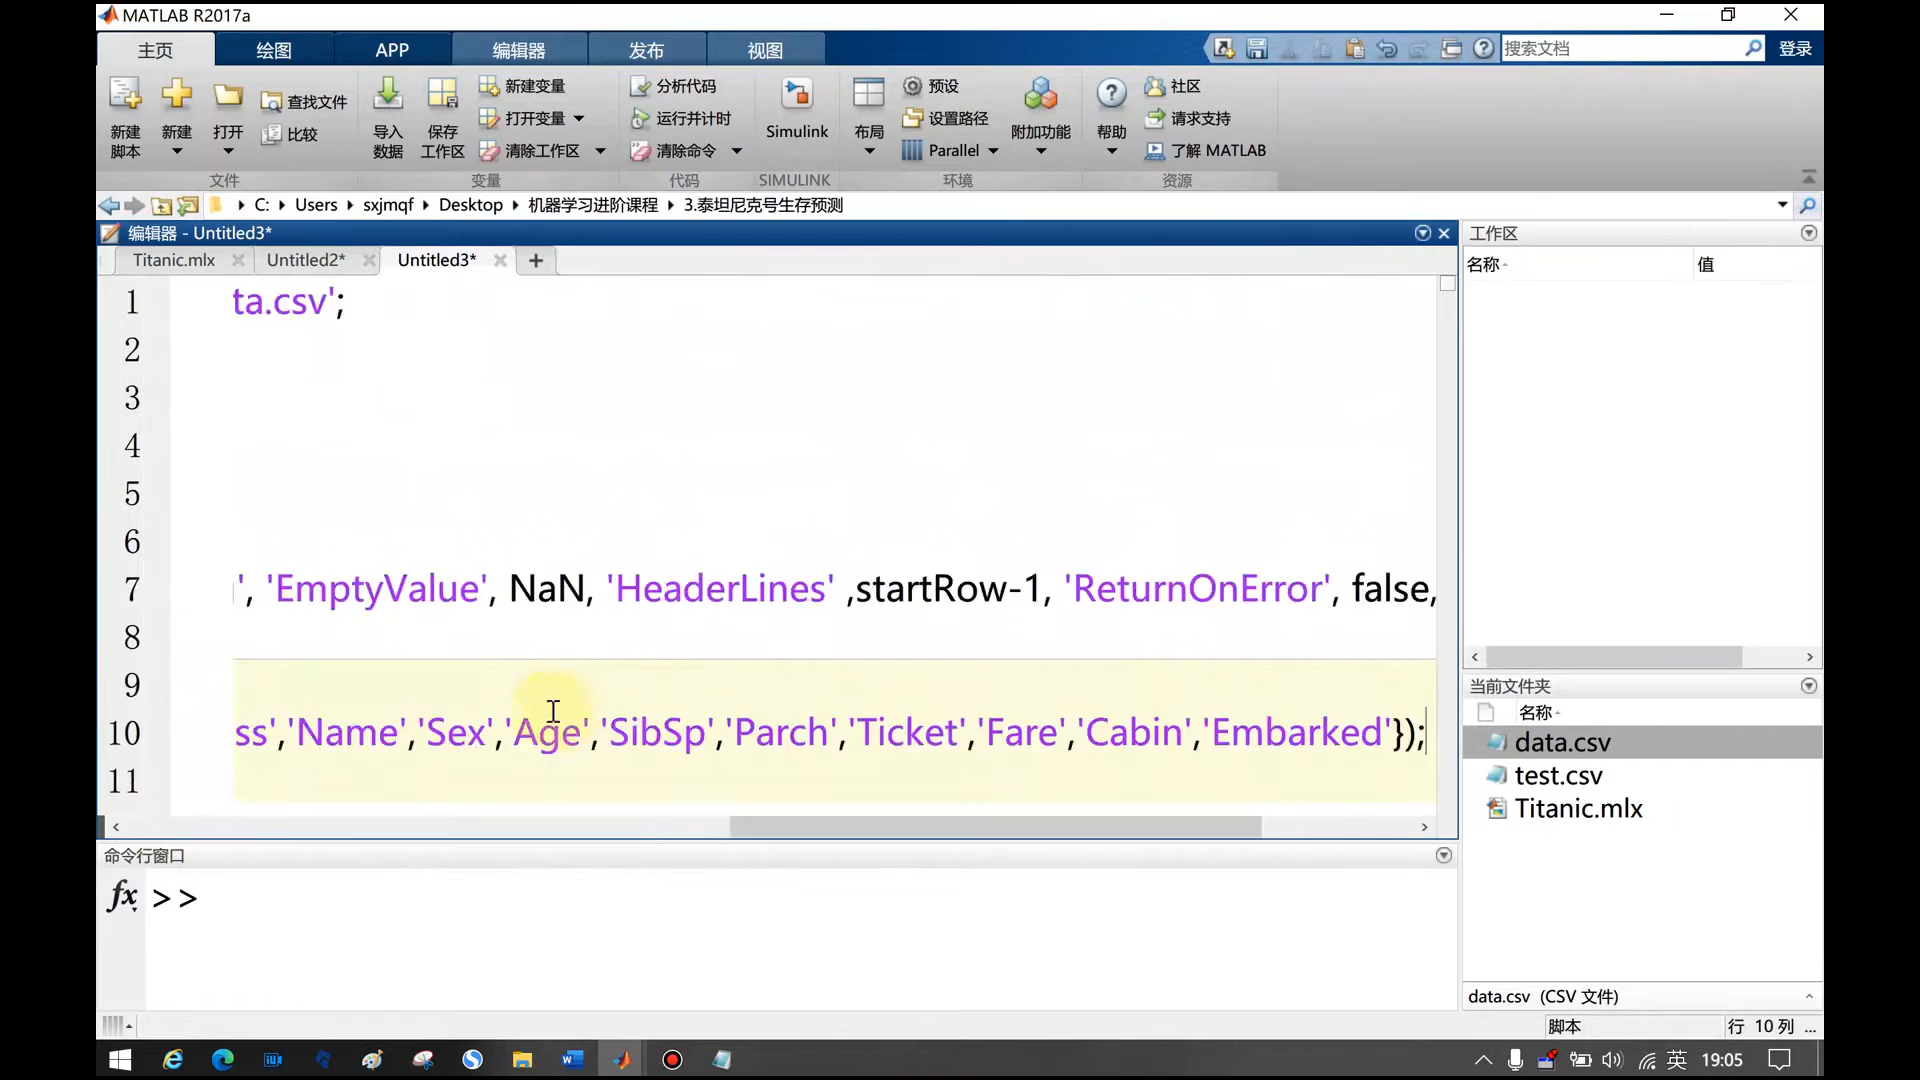 MATLAB R2017a
主页 绘图 APP 编辑器 发布 视图 搜索文档 登录
新建脚本 新建 打开 查找文件 比较 导入数据 保存工作区 新建变量 打开变量 清除工作区 分析代码 运行并计时 清除命令 Simulink 布局 预设 设置路径 Parallel 附加功能 帮助 社区 请求支持 了解 MATLAB
文件 变量 代码 SIMULINK 环境 资源
C: Users sxjmqf Desktop 机器学习进阶课程 3.泰坦尼克号生存预测
编辑器 - Untitled3*
Titanic.mlx Untitled2* Untitled3*
1 ta.csv';
2
3
4
5
6
7 ', 'EmptyValue', NaN, 'HeaderLines' ,startRow-1, 'ReturnOnError', false,
8
9
10 ss','Name','Sex','Age','SibSp','Parch','Ticket','Fare','Cabin','Embarked'});
11
命令行窗口
fx >>
工作区
名称 值
当前文件夹
名称
data.csv
test.csv
Titanic.mlx
data.csv (CSV 文件)
脚本 行 10 列 ...
英 19:05